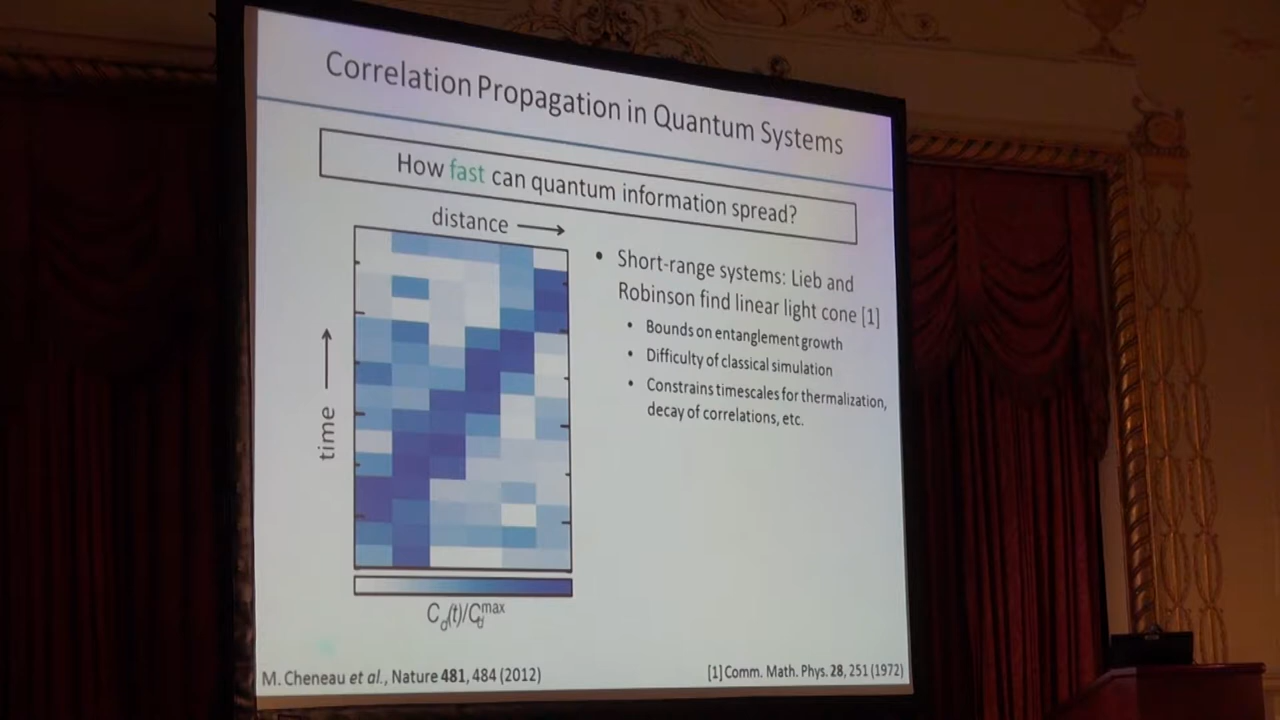 Correlation Propagation in Quantum Systems
How fast can quantum information spread?
distance
time
C_d(t)/C_d^max
• Short-range systems: Lieb and
Robinson find linear light cone [1]
• Bounds on entanglement growth
• Difficulty of classical simulation
• Constrains timescales for thermalization,
decay of correlations, etc.
M. Cheneau et al., Nature 481, 484 (2012)
[1] Comm. Math. Phys. 28, 251 (1972)